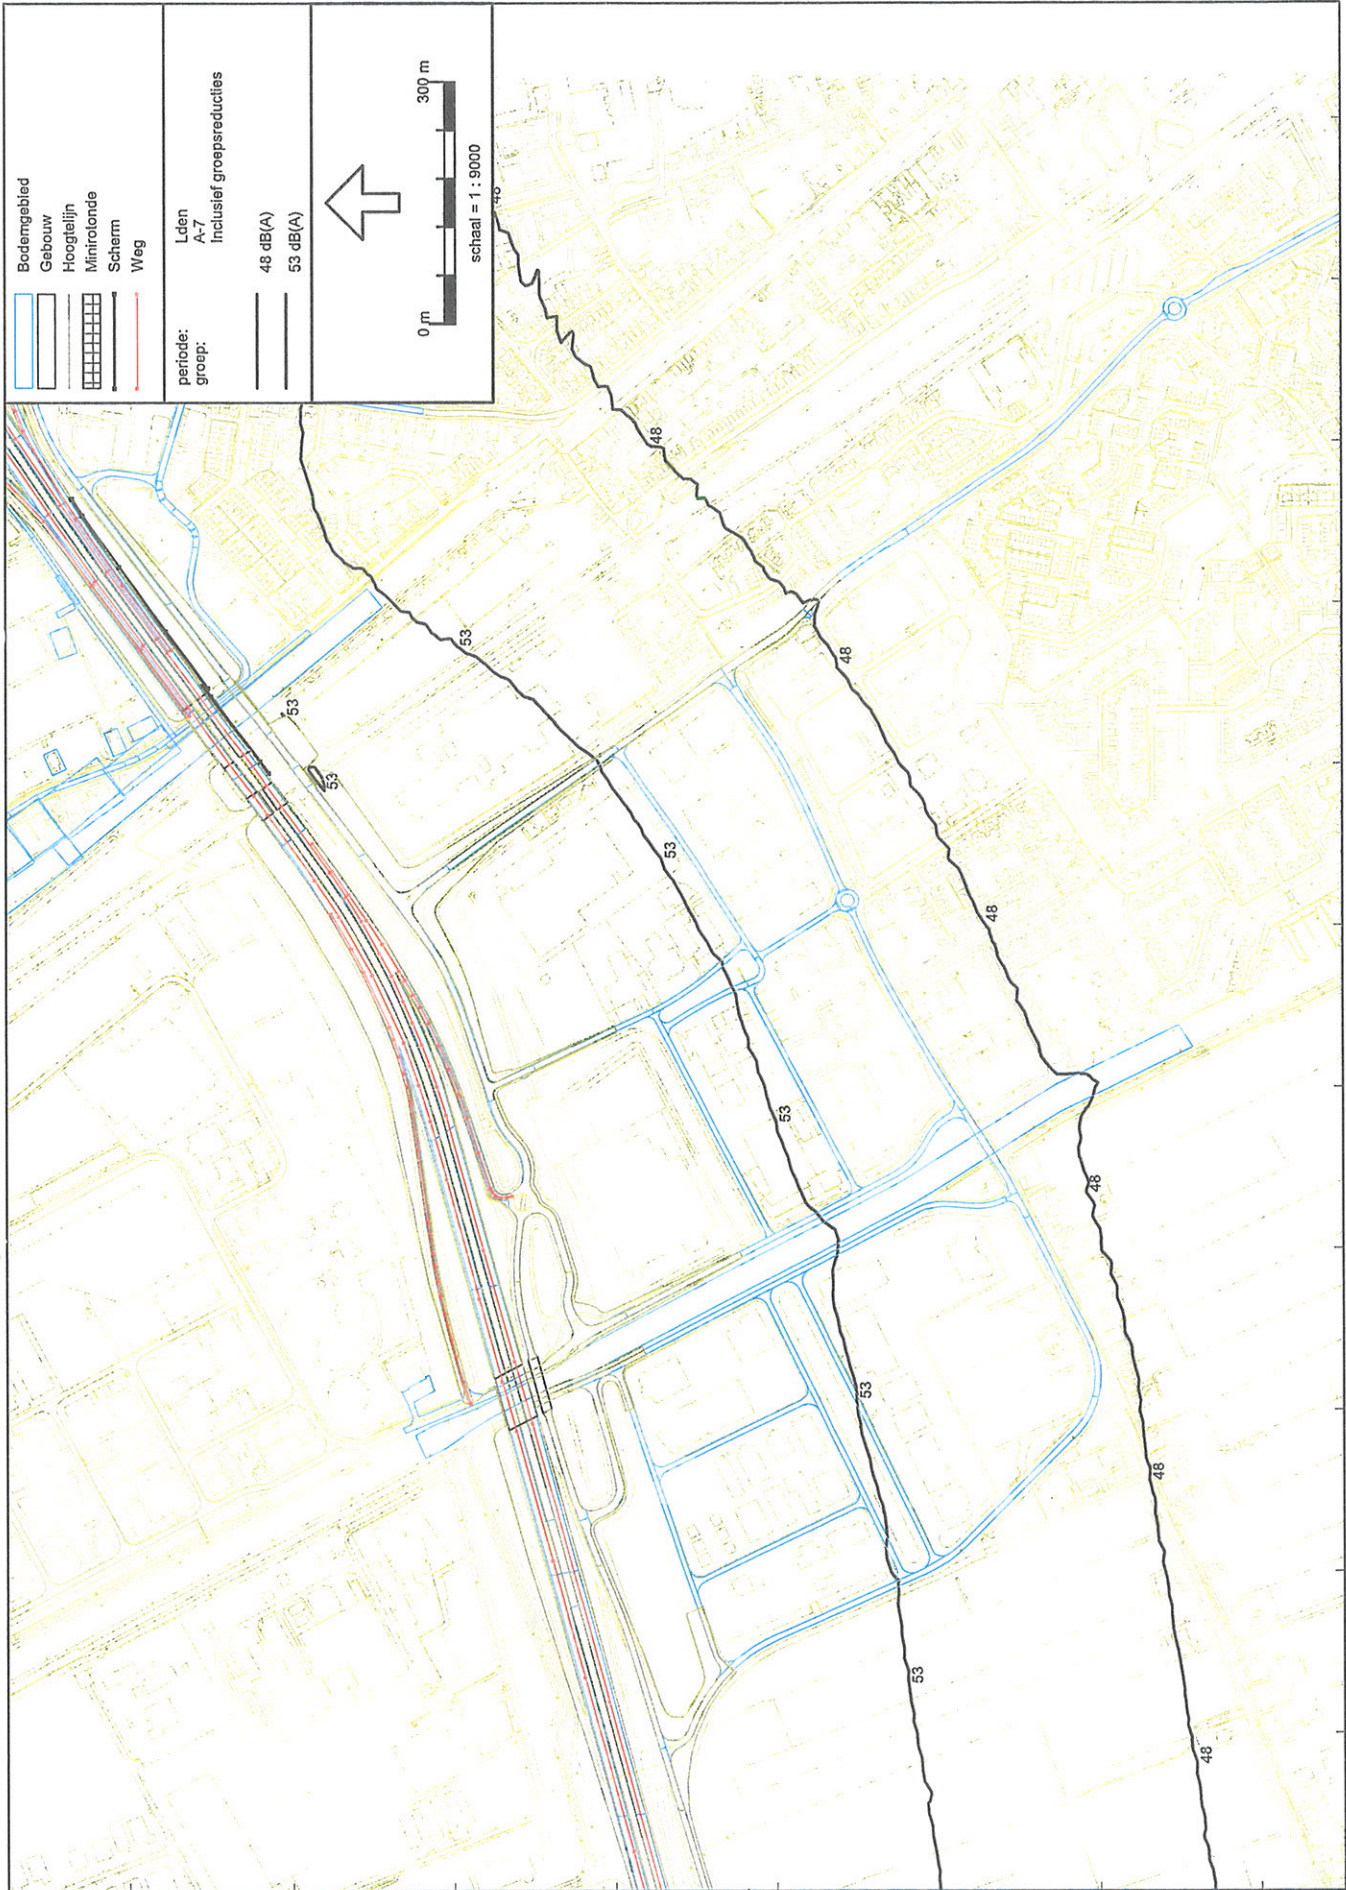 Bodemgebied
Gebouw
Hoogtelijn
Minirotonde
Scherm
Weg
periode: Lden
groep: A-7
Inclusief groepsreducties
48 dB(A)
53 dB(A)
0 m 300 m
schaal = 1 : 9000
48
48
53
53
53
48
53
48
53
48
53
48
53
48